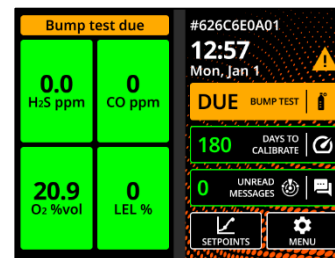 Bump test due
0.0
H₂S ppm
0
CO ppm
20.9
O₂ %vol
0
LEL %
#626C6E0A01
12:57
Mon, Jan 1
DUE BUMP TEST
180 DAYS TO
CALIBRATE
0 UNREAD
MESSAGES
SETPOINTS
MENU